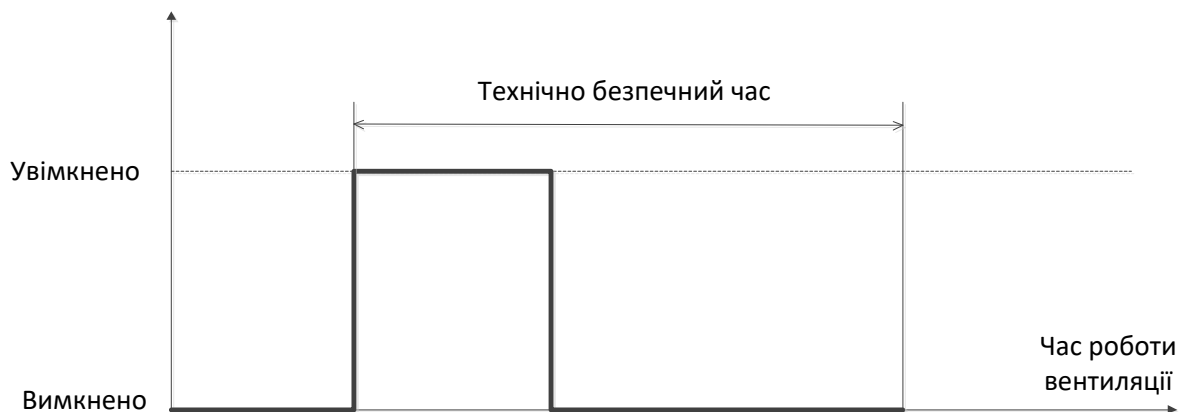 Технічно безпечний час
Увімкнено
Час роботи
вентиляції
Вимкнено